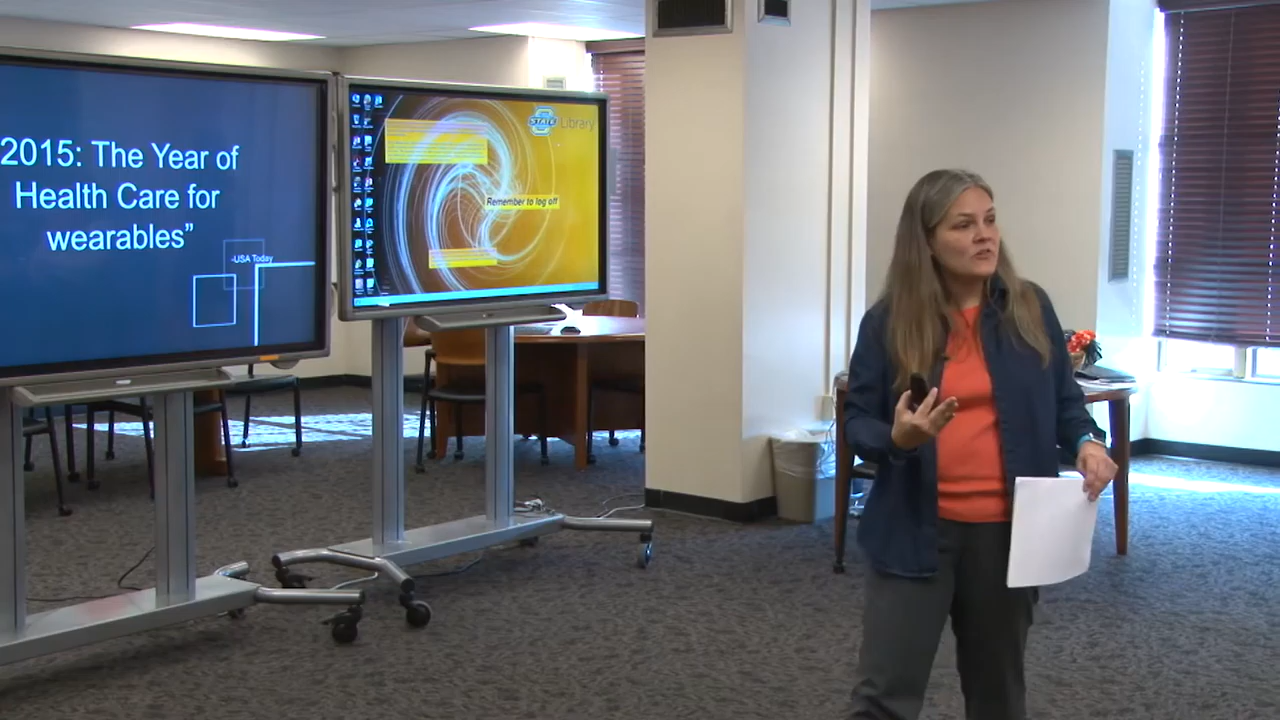 2015: The Year of
Health Care for
wearables”
-USA Today
STATE
Library
Remember to log off